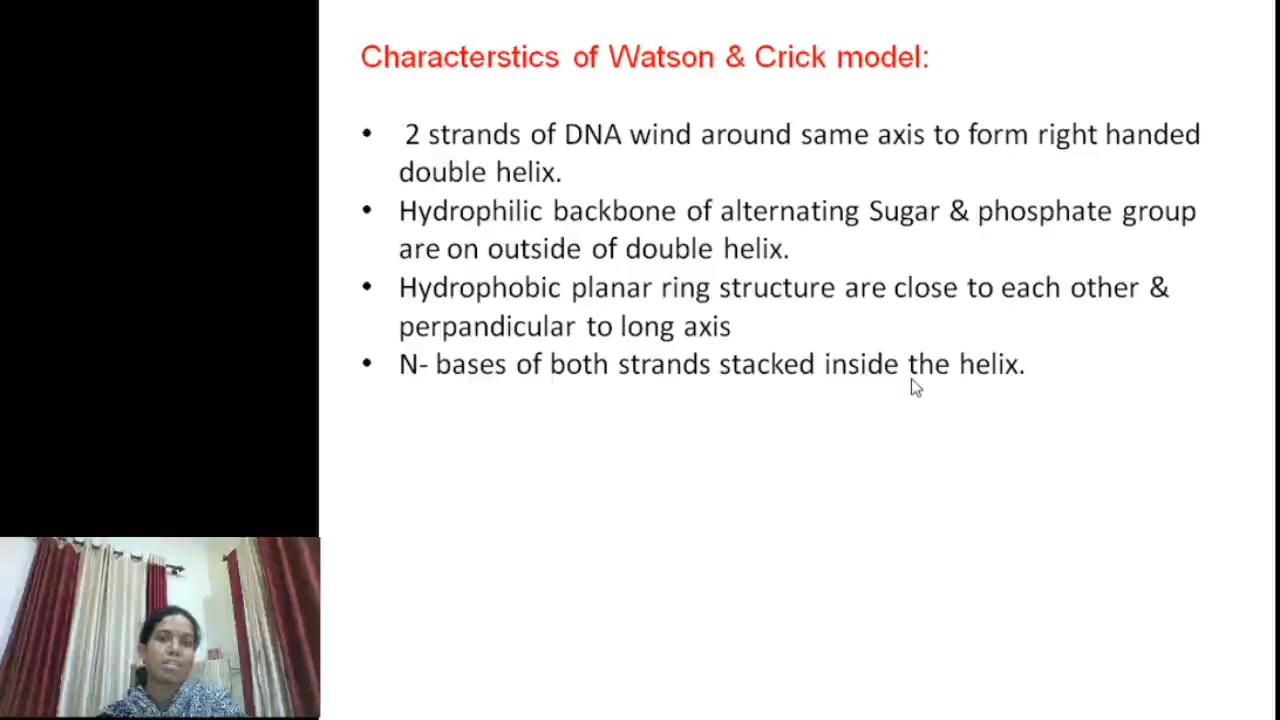 Characterstics of Watson & Crick model:
• 2 strands of DNA wind around same axis to form right handed
double helix.
• Hydrophilic backbone of alternating Sugar & phosphate group
are on outside of double helix.
• Hydrophobic planar ring structure are close to each other &
perpandicular to long axis
• N- bases of both strands stacked inside the helix.